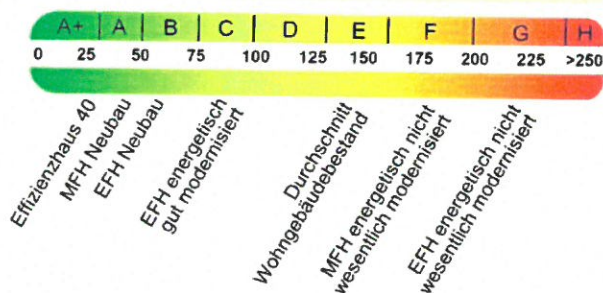 A+ A B C D E F G H
0 25 50 75 100 125 150 175 200 225 >250
Effizienzhaus 40
MFH Neubau
EFH Neubau
EFH energetisch
gut modernisiert
Durchschnitt
Wohngebäudebestand
MFH energetisch nicht
wesentlich modernisiert
EFH energetisch nicht
wesentlich modernisiert